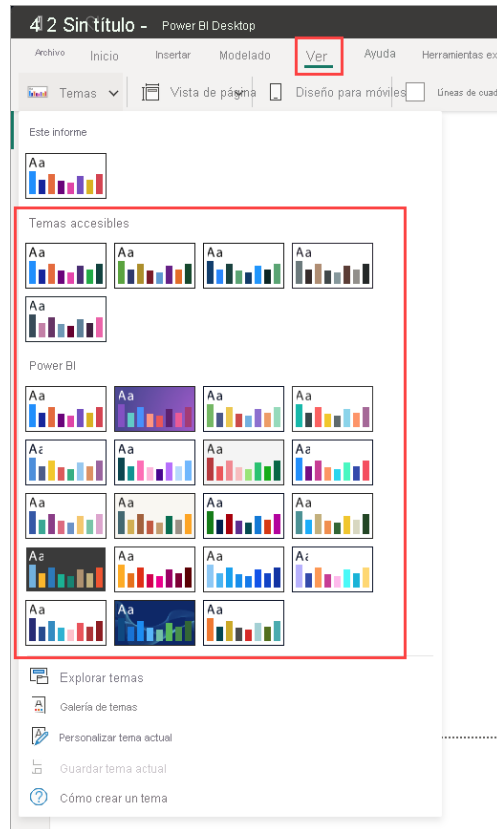 4 2 Sin título - Power BI Desktop
Archivo Inicio Insertar Modelado Ver Ayuda Herramientas ex
Temas Vista de página Diseño para móviles Líneas de cuad
Este informe
Aa
Temas accesibles
Aa Aa Aa Aa
Aa
Power BI
Aa Aa Aa Aa
Aa Aa Aa Aa
Aa Aa Aa Aa
Aa Aa Aa Aa
Aa Aa Aa
Explorar temas
Galería de temas
Personalizar tema actual
Guardar tema actual
Cómo crear un tema